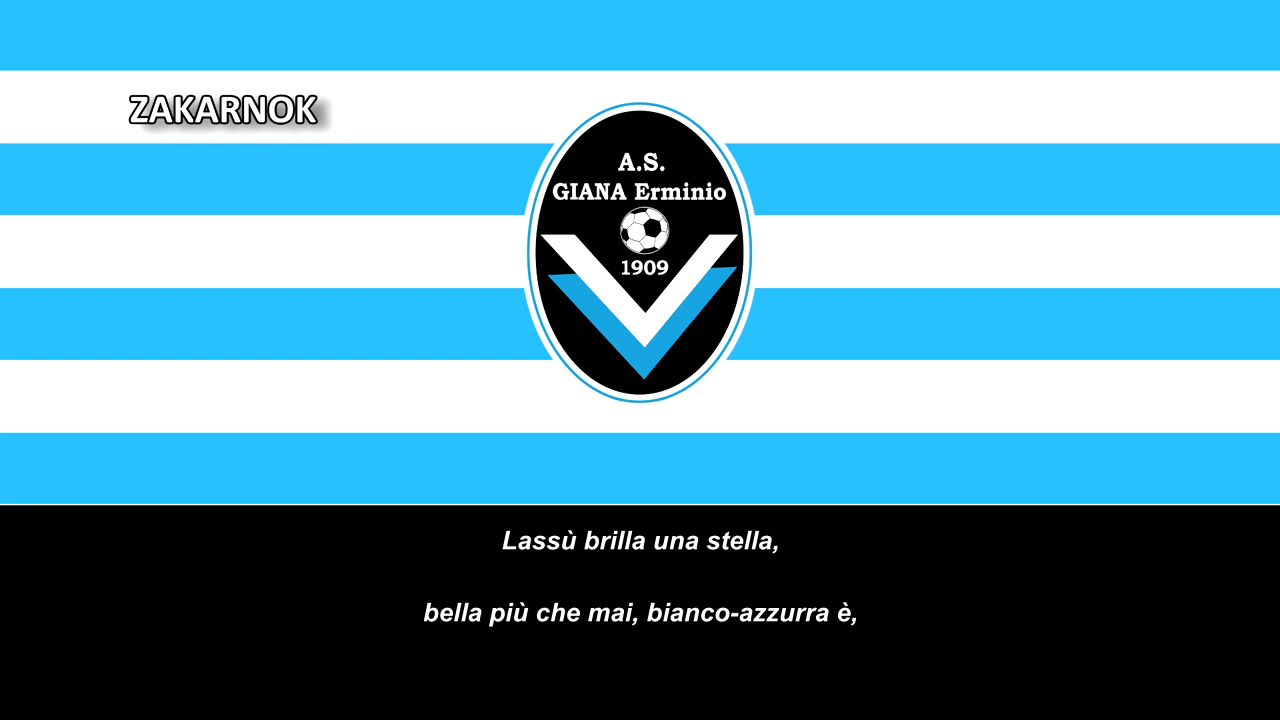 ZAKARNOK
A.S.
GIANA Erminio
1909
Lassù brilla una stella,
bella più che mai, bianco-azzurra è,